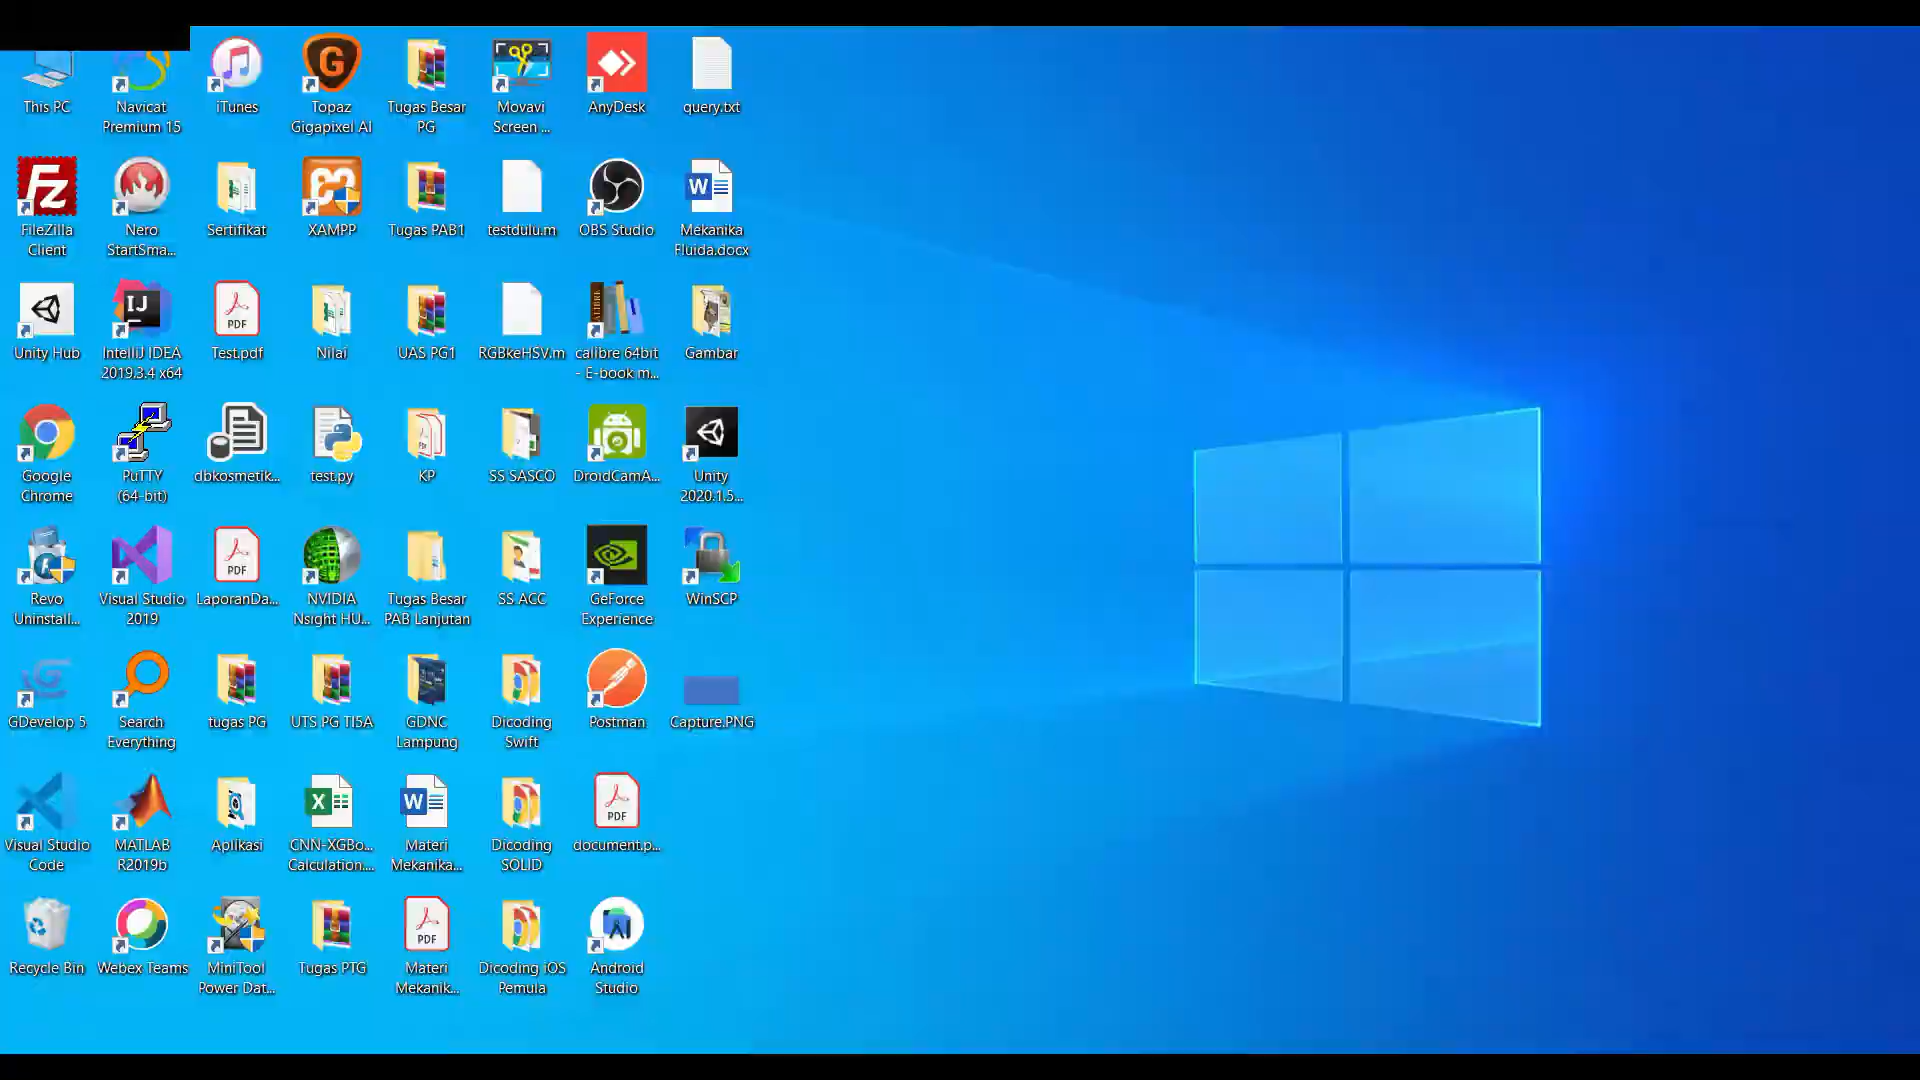 This PC
Navicat
Premium 15
iTunes
Topaz
Gigapixel AI
Tugas Besar
PG
Movavi
Screen ...
AnyDesk
query.txt
FileZilla
Client
Nero
StartSma...
Sertifikat
XAMPP
Tugas PAB1
testdulu.m
OBS Studio
Mekanika
Fluida.docx
Unity Hub
IntelliJ IDEA
2019.3.4 x64
Test.pdf
Nilai
UAS PG1
RGBkeHSV.m
calibre 64bit
- E-book m...
Gambar
Google
Chrome
PuTTY
(64-bit)
dbkosmetik...
test.py
KP
SS SASCO
DroidCamA...
Unity
2020.1.5...
Revo
Uninstall...
Visual Studio
2019
LaporanDa...
NVIDIA
Nsight HU...
Tugas Besar
PAB Lanjutan
SS ACC
GeForce
Experience
WinSCP
GDevelop 5
Search
Everything
tugas PG
UTS PG TI5A
GDNC
Lampung
Dicoding
Swift
Postman
Capture.PNG
Visual Studio
Code
MATLAB
R2019b
Aplikasi
CNN-XGBo...
Calculation....
Materi
Mekanika...
Dicoding
SOLID
document.p...
Recycle Bin
Webex Teams
MiniTool
Power Dat...
Tugas PTG
Materi
Mekanik...
Dicoding iOS
Pemula
Android
Studio